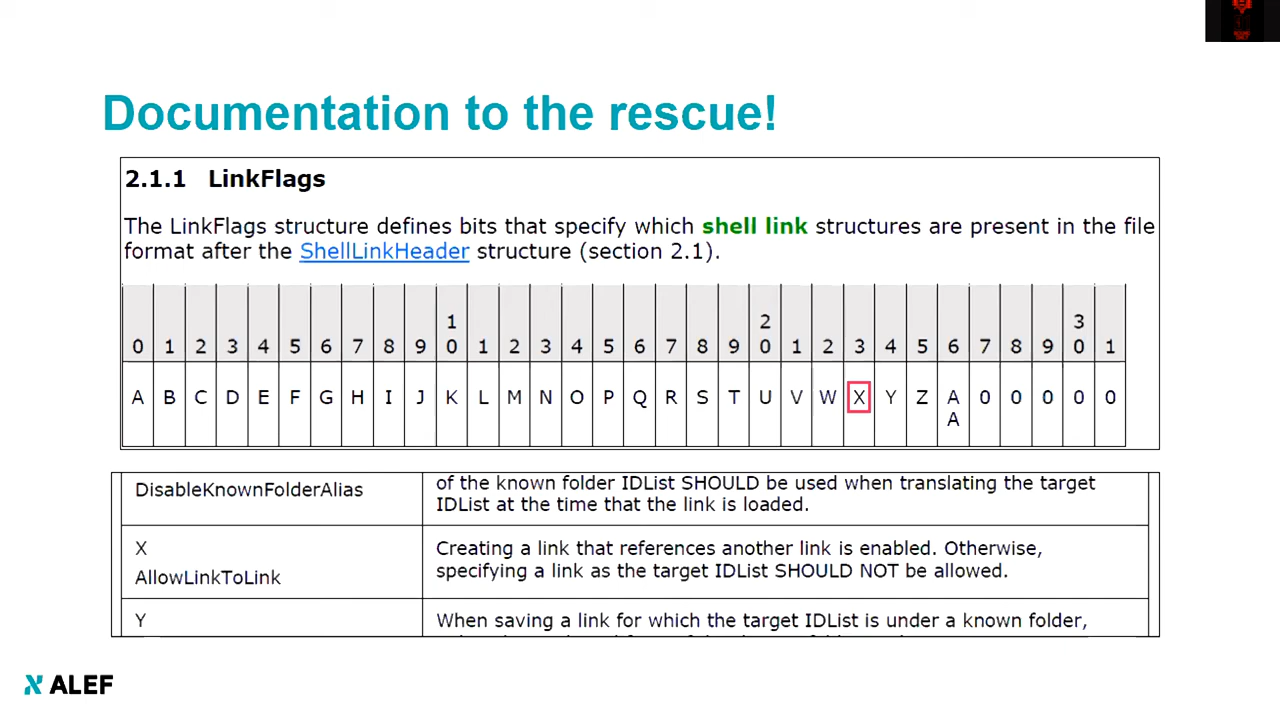 Documentation to the rescue!
2.1.1 LinkFlags
The LinkFlags structure defines bits that specify which shell link structures are present in the file
format after the ShellLinkHeader structure (section 2.1).
0 1 2 3 4 5 6 7 8 9 10 1 2 3 4 5 6 7 8 9 20 1 2 3 4 5 6 7 8 9 30 1
A B C D E F G H I J K L M N O P Q R S T U V W X Y Z AA 0 0 0 0 0
DisableKnownFolderAlias
of the known folder IDList SHOULD be used when translating the target
IDList at the time that the link is loaded.
X
AllowLinkToLink
Creating a link that references another link is enabled. Otherwise,
specifying a link as the target IDList SHOULD NOT be allowed.
Y
When saving a link for which the target IDList is under a known folder,
ALEF